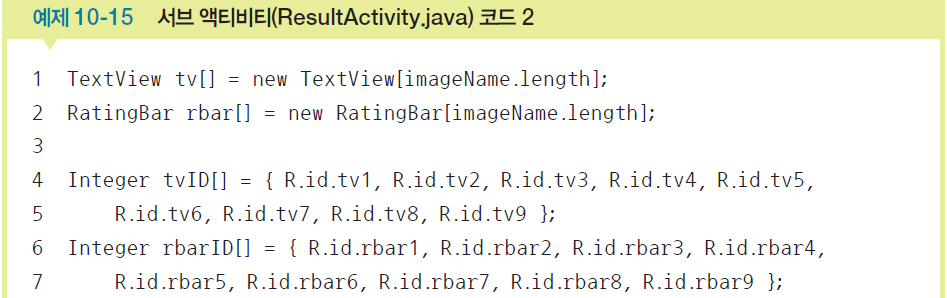 예제 10-15 서브 액티비티(ResultActivity.java) 코드 2
1 TextView tv[] = new TextView[imageName.length];
2 RatingBar rbar[] = new RatingBar[imageName.length];
3
4 Integer tvID[] = { R.id.tv1, R.id.tv2, R.id.tv3, R.id.tv4, R.id.tv5,
5 R.id.tv6, R.id.tv7, R.id.tv8, R.id.tv9 };
6 Integer rbarID[] = { R.id.rbar1, R.id.rbar2, R.id.rbar3, R.id.rbar4,
7 R.id.rbar5, R.id.rbar6, R.id.rbar7, R.id.rbar8, R.id.rbar9 };